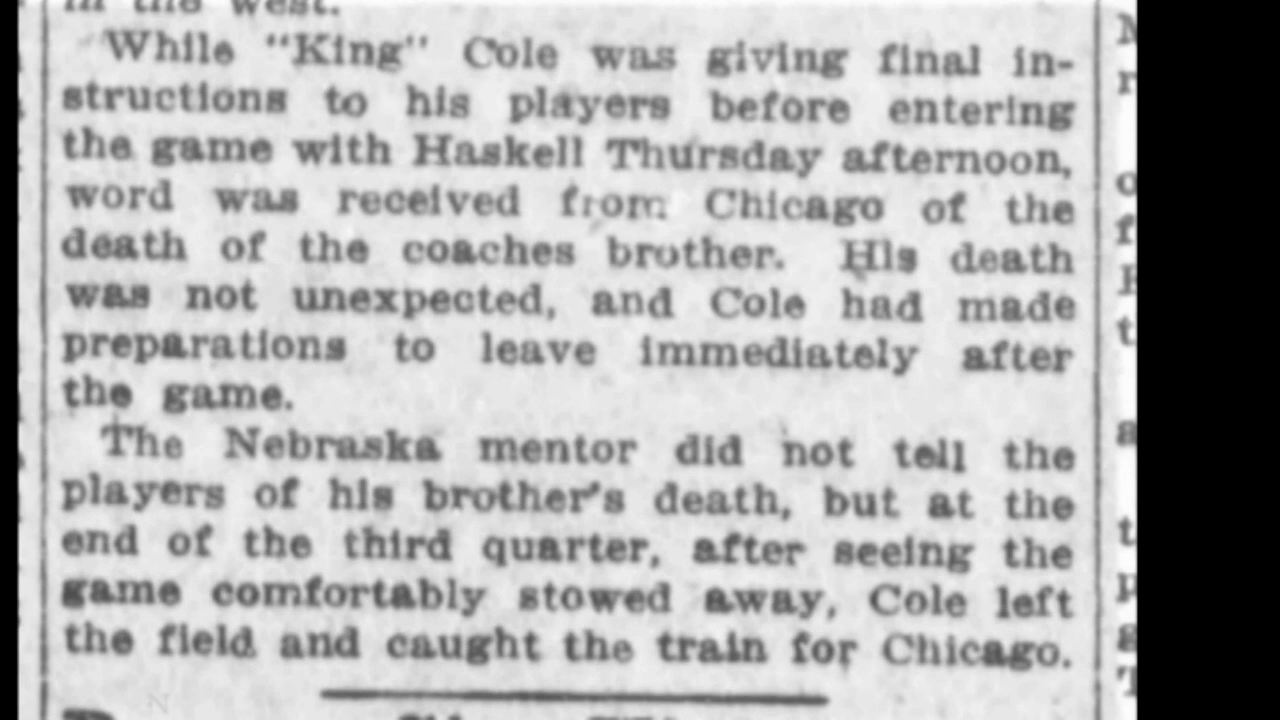 in the west.
While "King" Cole was giving final in-
structions to his players before entering
the game with Haskell Thursday afternoon,
word was received from Chicago of the
death of the coaches brother. His death
was not unexpected, and Cole had made
preparations to leave immediately after
the game.
The Nebraska mentor did not tell the
players of his brother's death, but at the
end of the third quarter, after seeing the
game comfortably stowed away, Cole left
the field and caught the train for Chicago.